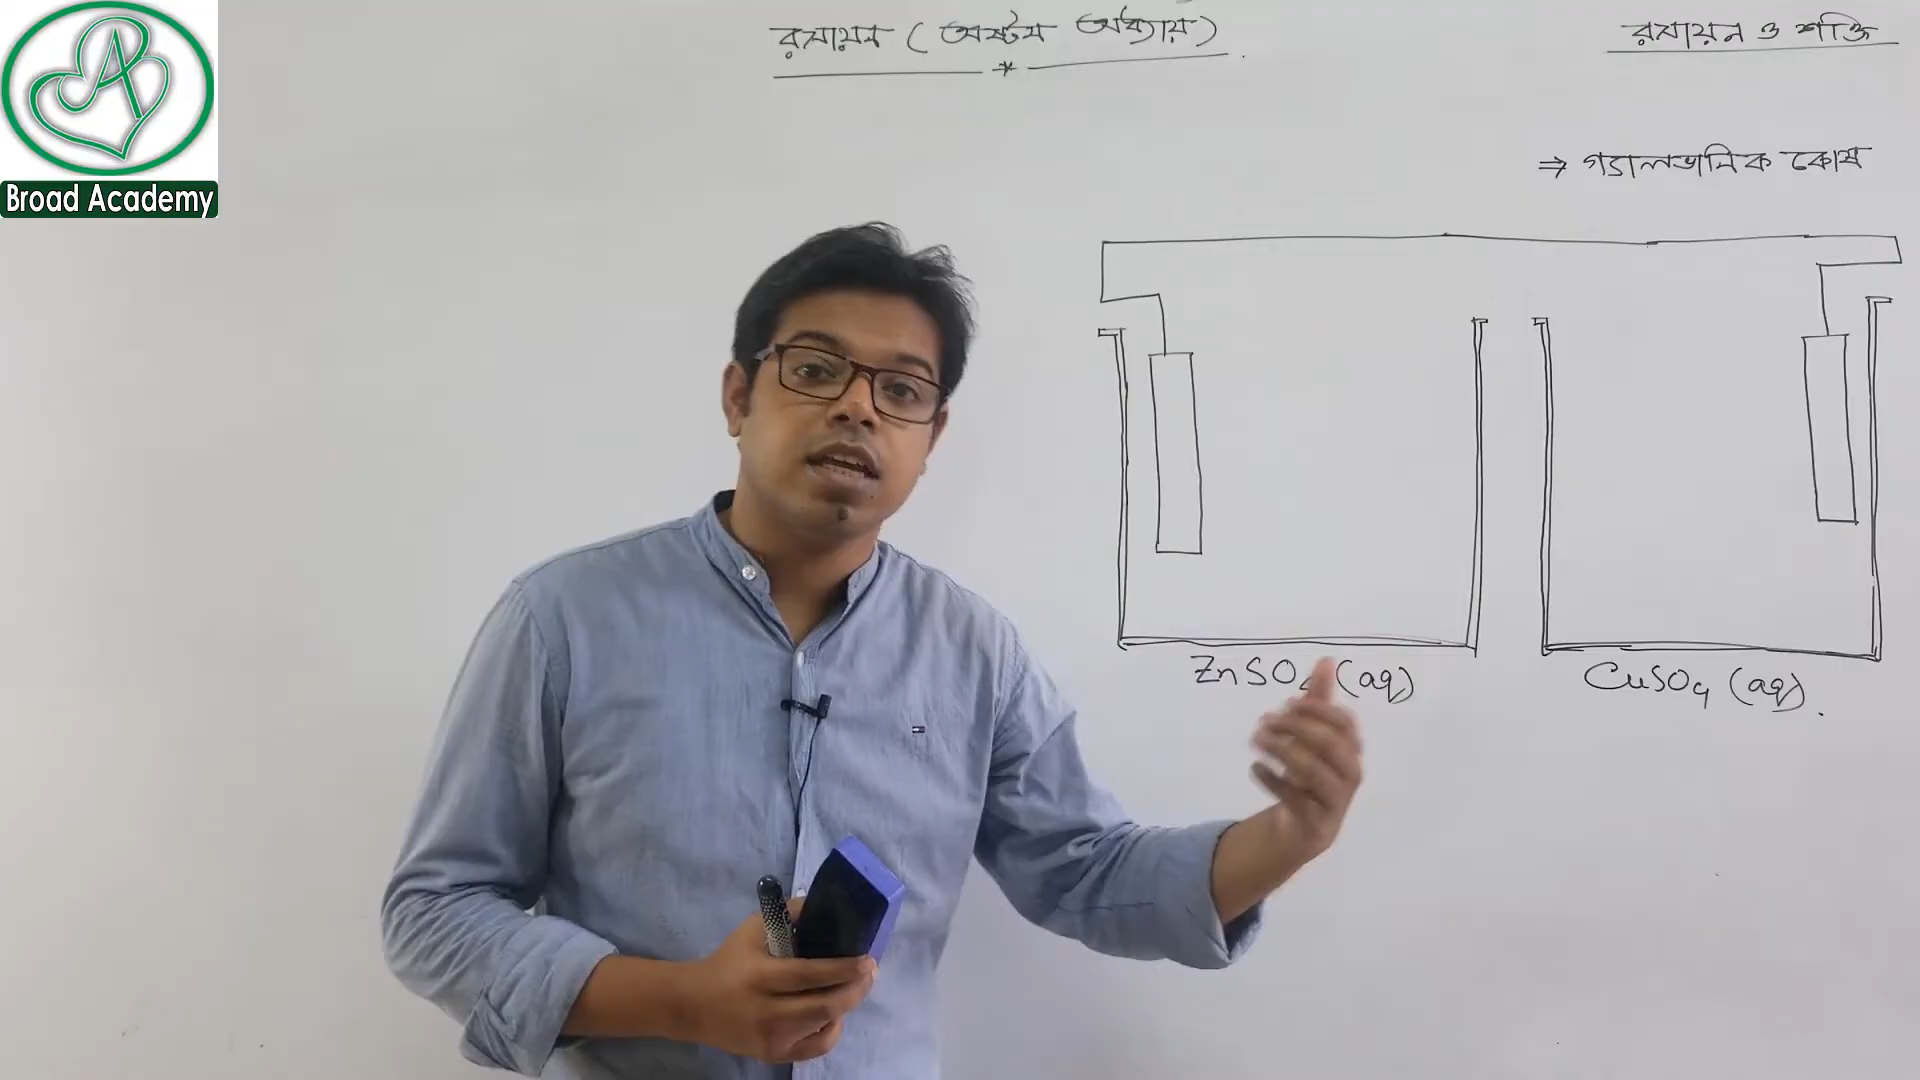 Broad Academy
রসায়ন (অষ্টম অধ্যায়)
রসায়ন ও শক্তি
⇒ গ্যালভানিক কোষ
ZnSO4 (aq)
CuSO4 (aq).